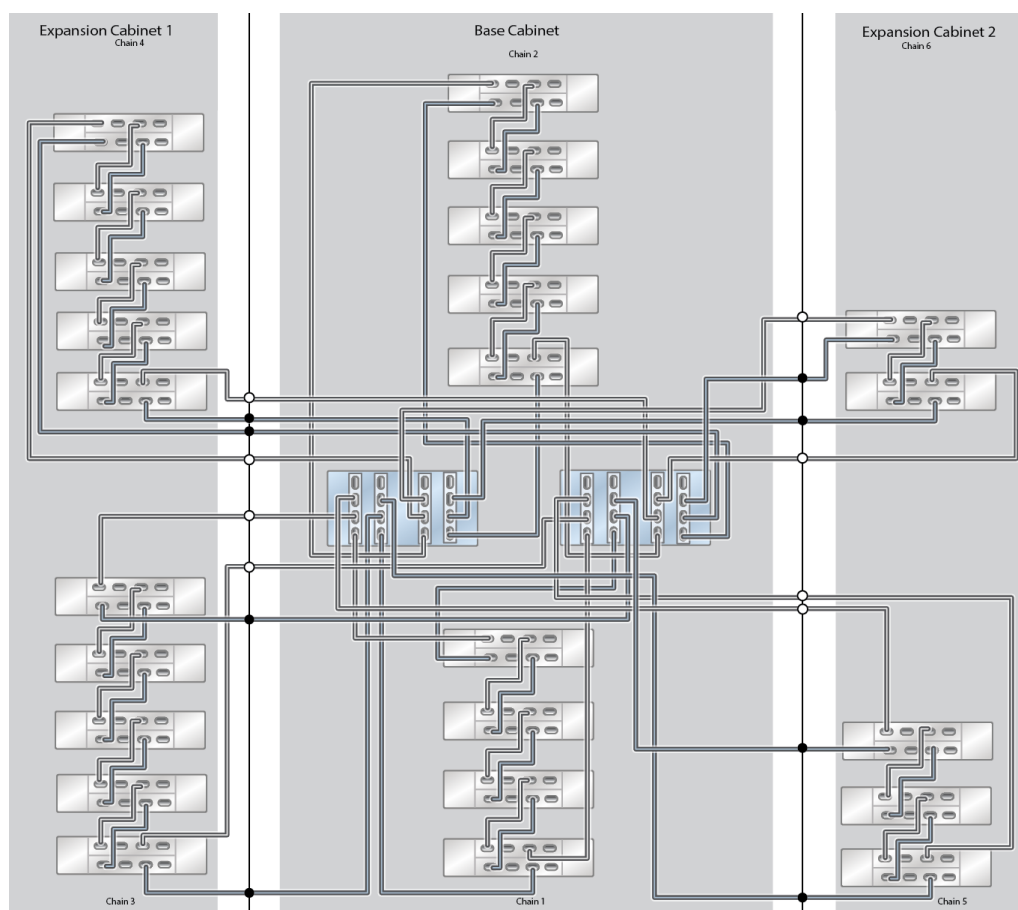 Expansion Cabinet 1
Chain 4
Base Cabinet
Chain 2
Expansion Cabinet 2
Chain 6
Chain 3
Chain 1
Chain 5